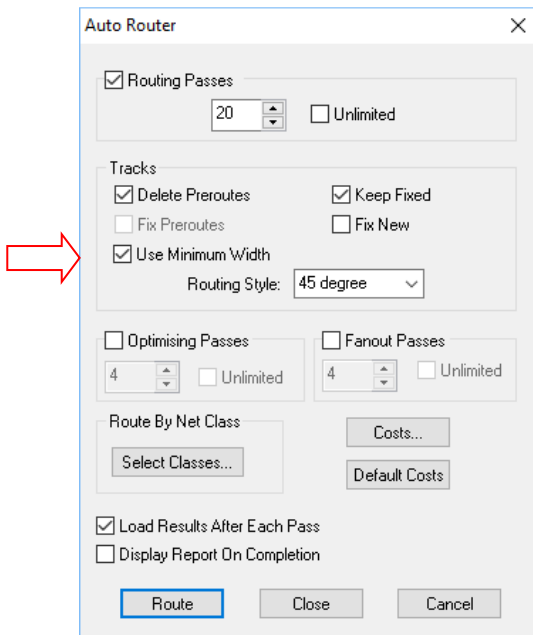 Auto Router
Routing Passes
20 Unlimited
Tracks
Delete Preroutes Keep Fixed
Fix Preroutes Fix New
Use Minimum Width
Routing Style: 45 degree
Optimising Passes Fanout Passes
4 Unlimited 4 Unlimited
Route By Net Class
Costs...
Select Classes...
Default Costs
Load Results After Each Pass
Display Report On Completion
Route Close Cancel